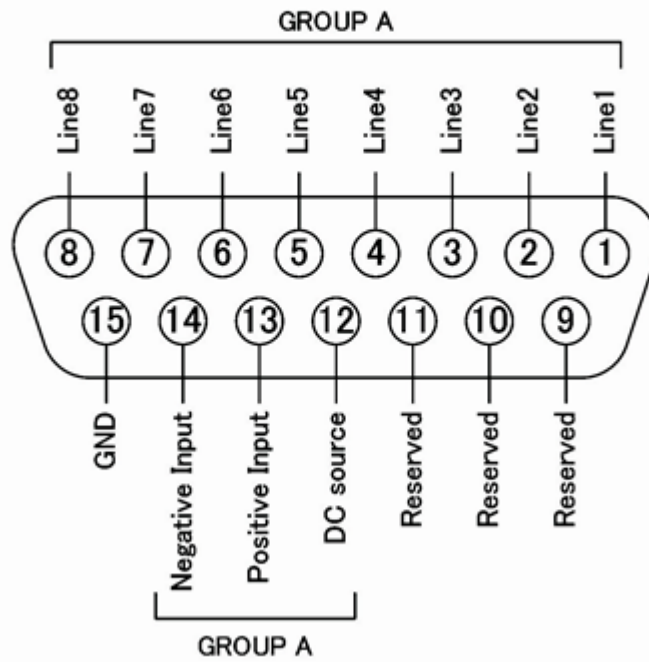 GROUP A
Line8
Line7
Line6
Line5
Line4
Line3
Line2
Line1
8
7
6
5
4
3
2
1
15
14
13
12
11
10
9
GND
Negative Input
Positive Input
DC source
Reserved
Reserved
Reserved
GROUP A